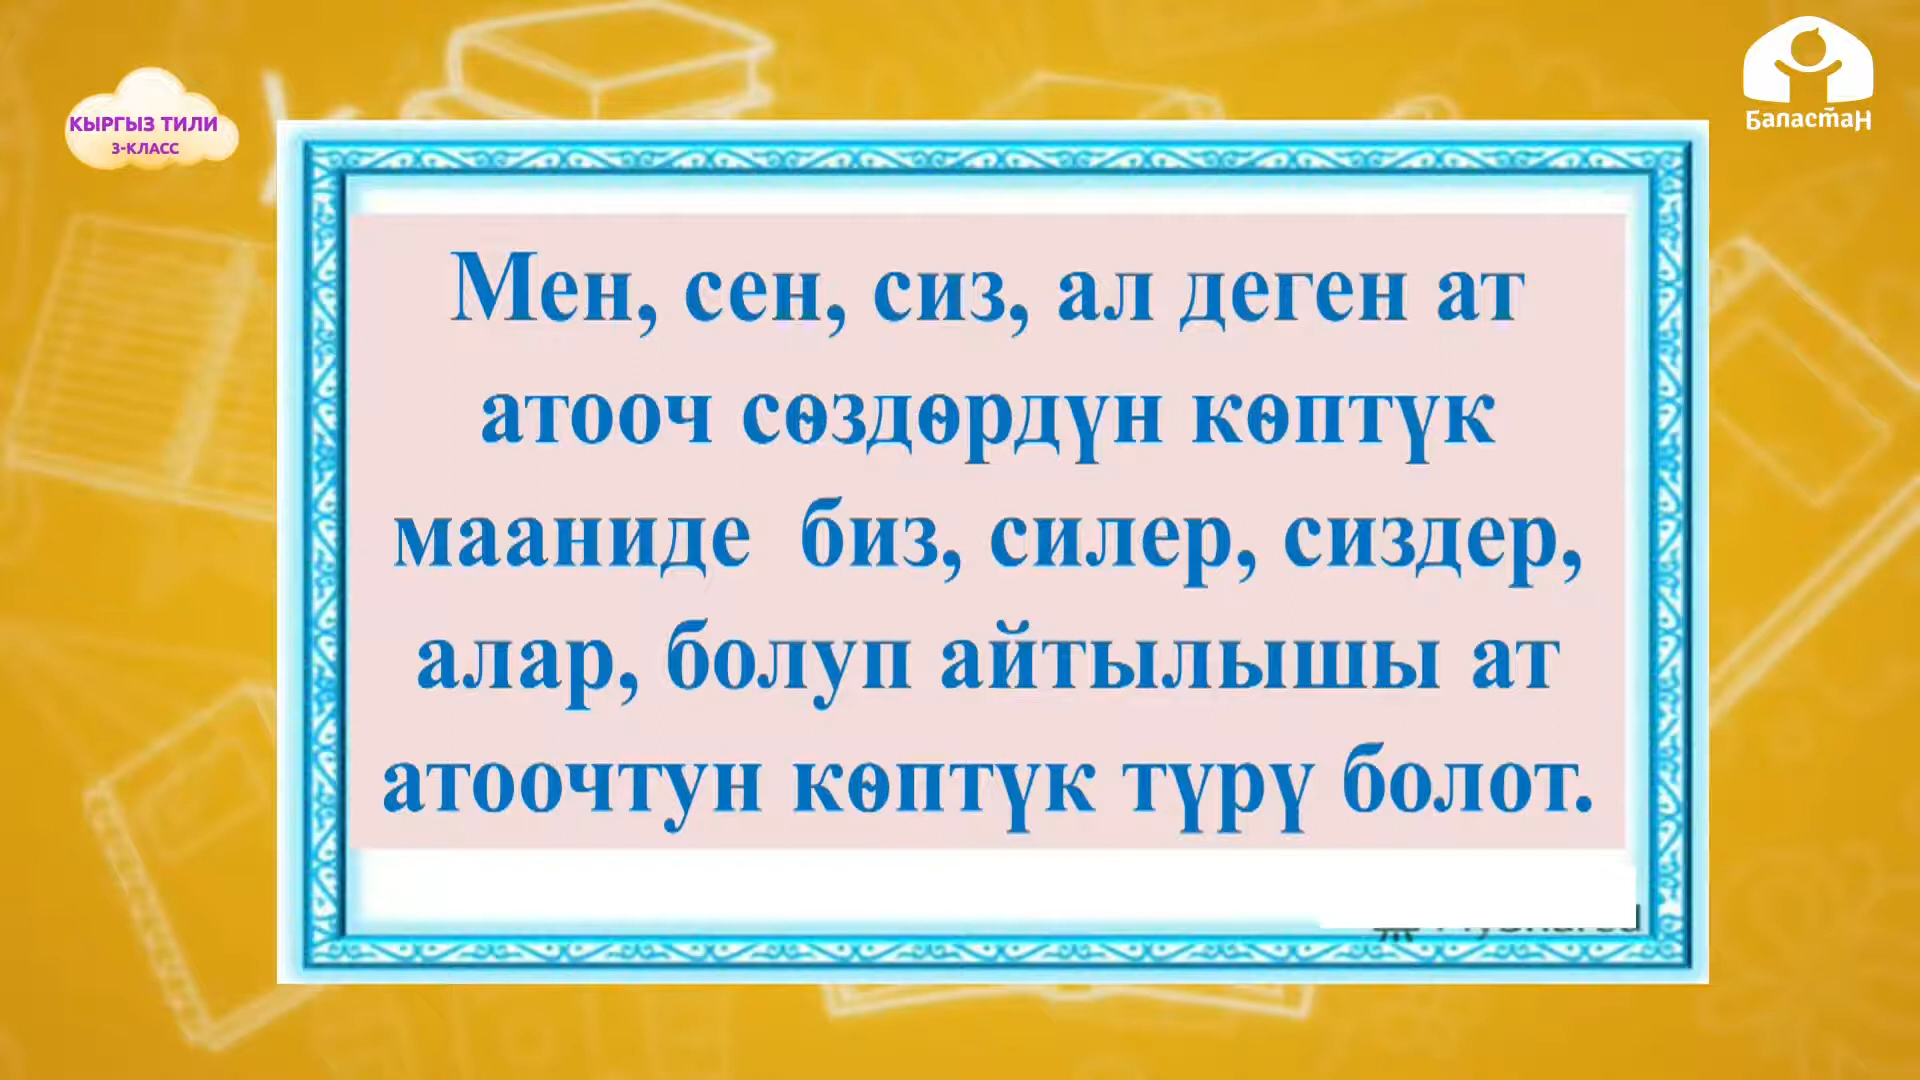 КЫРГЫЗ ТИЛИ
3-КЛАСС
Баластан
Мен, сен, сиз, ал деген ат
атооч сөздөрдүн көптүк
мааниде биз, силер, сиздер,
алар, болуп айтылышы ат
атоочтун көптүк түрү болот.